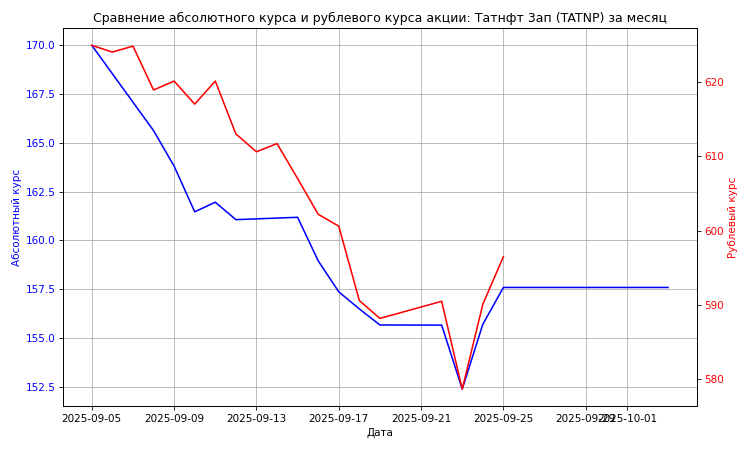 Сравнение абсолютного курса и рублевого курса акции: Татнфт 3ап (TATNP) за месяц
170.0
167.5
165.0
162.5
160.0
157.5
155.0
152.5
Абсолютный курс
620
610
600
590
580
Рублевый курс
2025-09-05 2025-09-09 2025-09-13 2025-09-17 2025-09-21 2025-09-25 2025-09-29 2025-10-01
Дата